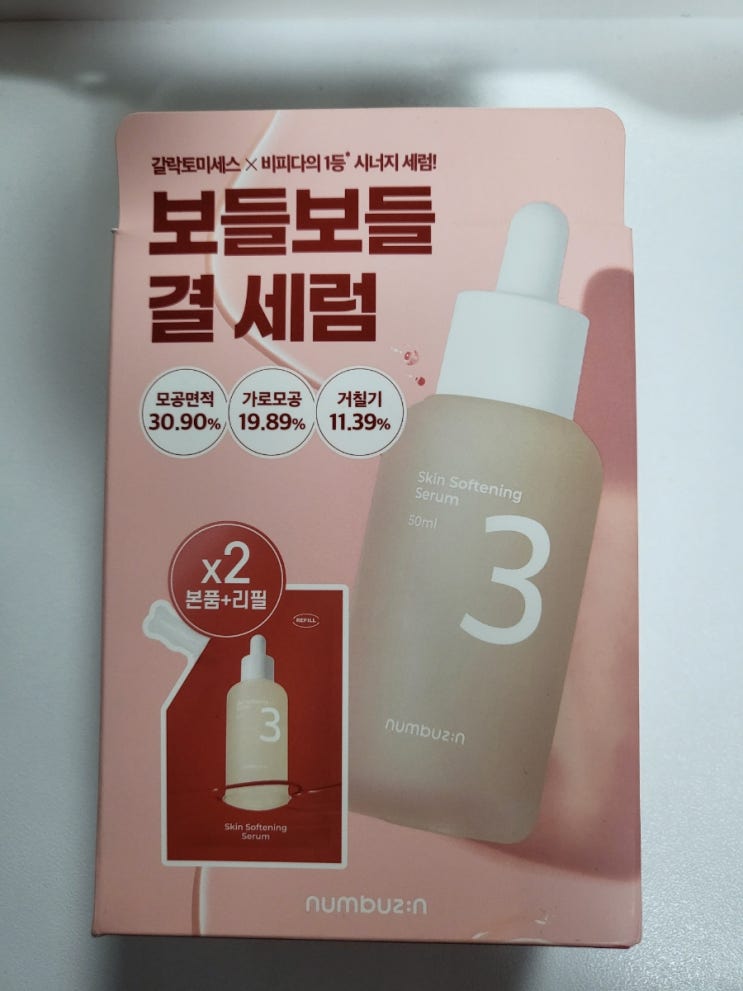 갈락토미세스 × 비피다의 1등* 시너지 세럼!
보들보들
결 세럼
모공면적
30.90%
가로모공
19.89%
거칠기
11.39%
Skin Softening
Serum
50ml
3
numbuz:n
x2
본품+리필
REFILL
3
Skin Softening
Serum
numbuz:n